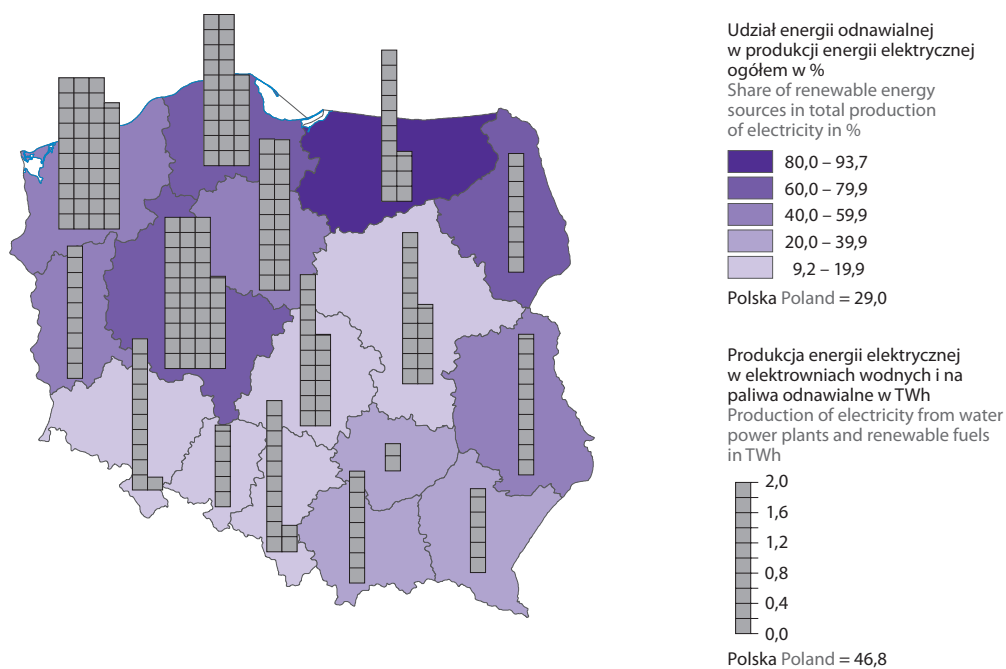 Udział energii odnawialnej
w produkcji energii elektrycznej
ogółem w %
Share of renewable energy
sources in total production
of electricity in %
80,0 – 93,7
60,0 – 79,9
40,0 – 59,9
20,0 – 39,9
9,2 – 19,9
Polska Poland = 29,0
Produkcja energii elektrycznej
w elektrowniach wodnych i na
paliwa odnawialne w TWh
Production of electricity from water
power plants and renewable fuels
in TWh
2,0
1,6
1,2
0,8
0,4
0,0
Polska Poland = 46,8